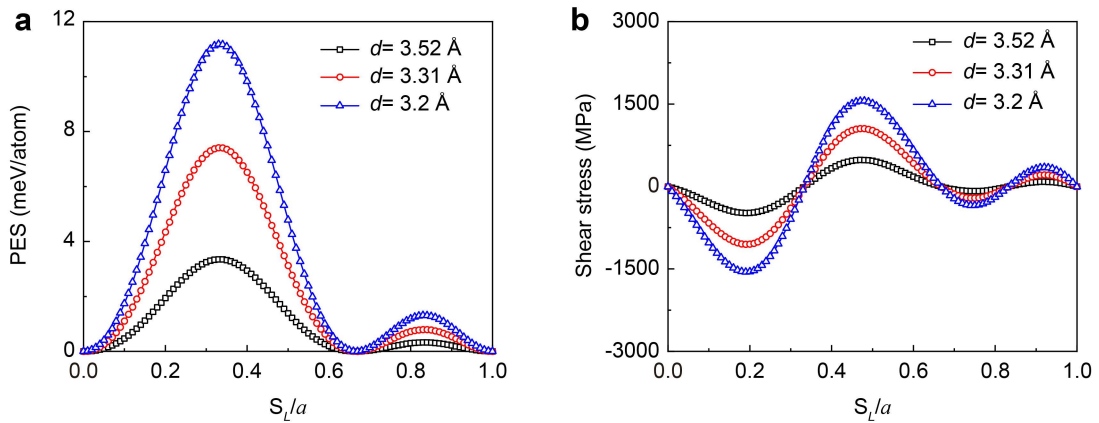 a
PES (meV/atom)
12
8
4
0
0.0 0.2 0.4 0.6 0.8 1.0
S_L/a
d= 3.52 Å
d= 3.31 Å
d= 3.2 Å
b
Shear stress (MPa)
3000
1500
0
-1500
-3000
0.0 0.2 0.4 0.6 0.8 1.0
S_L/a
d= 3.52 Å
d= 3.31 Å
d= 3.2 Å